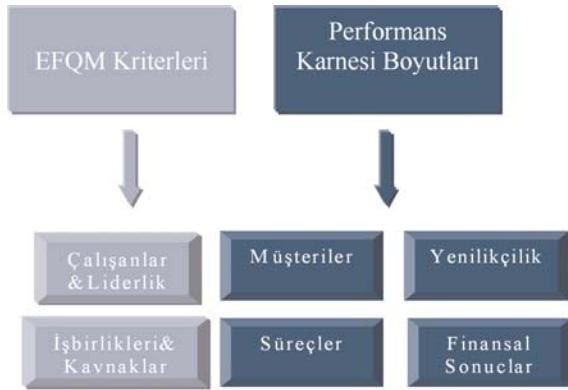 EFQM Kriterleri
Performans
Karnesi Boyutları
Çalışanlar
&Liderlik
Müşteriler
Yenilikçilik
İşbirlikleri&
Kaynaklar
Süreçler
Finansal
Sonuclar